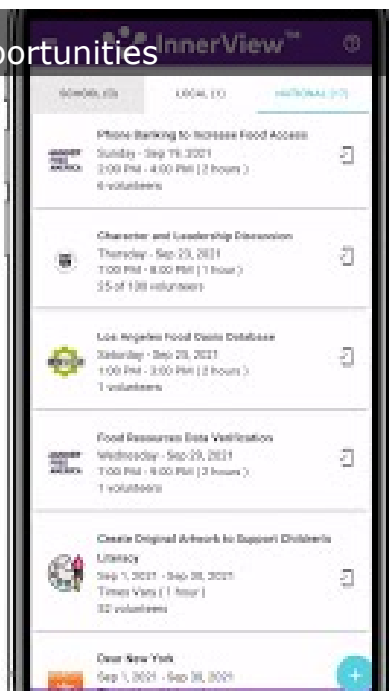 portunities
InnerView™
SCHOOL (0) LOCAL (1) NATIONAL (17)
Phone Banking to Increase Food Access
Sunday - Sep 19, 2021
2:00 PM - 4:00 PM ( 2 hours )
6 volunteers
Character and Leadership Discussion
Thursday - Sep 23, 2021
7:00 PM - 8:00 PM ( 1 hour )
25 of 100 volunteers
Los Angeles Food Oasis Database
Saturday - Sep 25, 2021
1:00 PM - 3:00 PM ( 2 hours )
1 volunteers
Food Resources Data Verification
Wednesday - Sep 29, 2021
7:00 PM - 9:00 PM ( 2 hours )
1 volunteers
Create Original Artwork to Support Children's
Literacy
Sep 1, 2021 - Sep 30, 2021
Times Vary ( 1 hour )
52 volunteers
Dear New York
Sep 1, 2021 - Sep 30, 2021